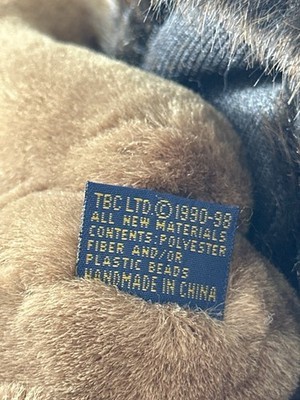 TBC LTD.©1990-98
ALL NEW MATERIALS
CONTENTS:POLYESTER
FIBER AND/OR
PLASTIC BEADS
HANDMADE IN CHINA